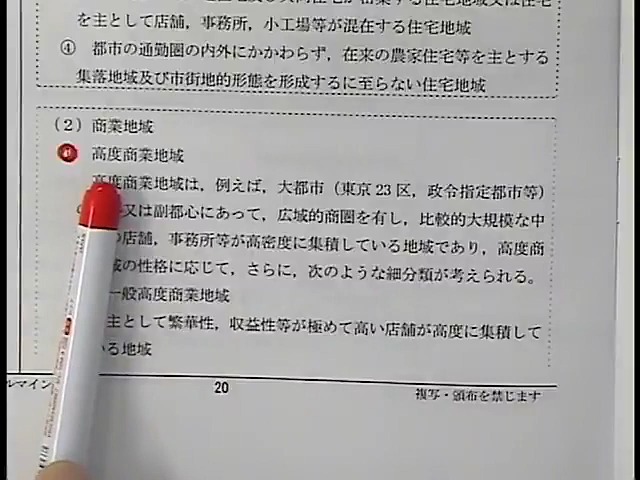 を主として店舗，事務所，小工場等が混在する住宅地域
④ 都市の通勤圏の内外にかかわらず，在来の農家住宅等を主とする
集落地域及び市街地的形態を形成するに至らない住宅地域
（2）商業地域
高度商業地域
高度商業地域は，例えば，大都市（東京23区，政令指定都市等）
又は副都心にあって，広域的商圏を有し，比較的大規模な中
の店舗，事務所等が高密度に集積している地域であり，高度商
域の性格に応じて，さらに，次のような細分類が考えられる。
一般高度商業地域
主として繁華性，収益性等が極めて高い店舗が高度に集積して
いる地域
ルマイン
20
複写・頒布を禁じます